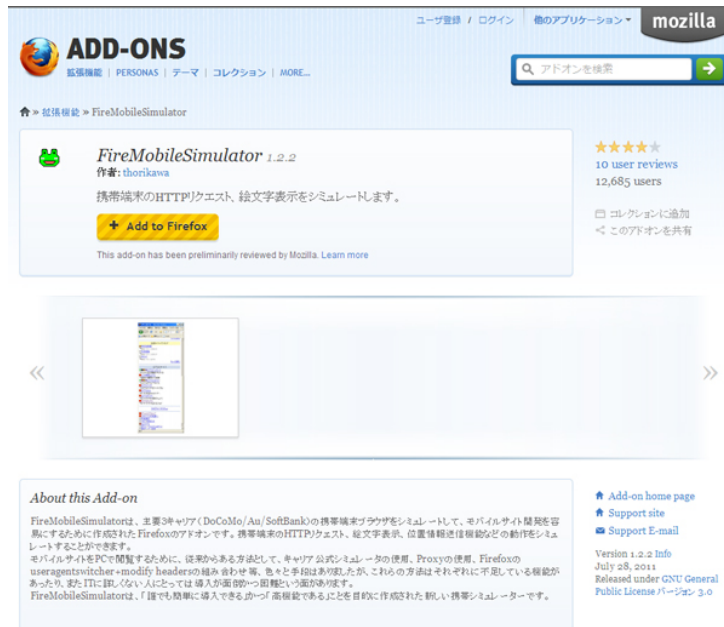 ユーザ登録 / ログイン 他のアプリケーション mozilla
ADD-ONS
拡張機能 | PERSONAS | テーマ | コレクション | MORE...
アドオンを検索
» 拡張機能 » FireMobileSimulator
FireMobileSimulator 1.2.2
作者: thorikawa
携帯端末のHTTPリクエスト、絵文字表示をシミュレートします。
+ Add to Firefox
This add-on has been preliminarily reviewed by Mozilla. Learn more
10 user reviews
12,685 users
コレクションに追加
このアドオンを共有
«
»
About this Add-on
FireMobileSimulatorは、主要3キャリア(DoCoMo/Au/SoftBank)の携帯端末ブラウザをシミュレートして、モバイルサイト開発を容
易にするために作成されたFirefoxのアドオンです。携帯端末のHTTPリクエスト、絵文字表示、位置情報送信機能などの動作をシミュ
レートすることができます。
モバイルサイトをPCで閲覧するために、従来からある方法として、キャリア公式シミュレータの使用、Proxyの使用、Firefoxの
useragentswitcher+modify headersの組み合わせ等、色々と手段はありましたが、これらの方法はそれぞれに不足している機能が
あったり、またITに詳しくない人にとっては導入が面倒かつ困難という面があります。
FireMobileSimulatorは、「誰でも簡単に導入できる」かつ「高機能である」ことを目的に作成された新しい携帯シミュレーターです。
Add-on home page
Support site
Support E-mail
Version 1.2.2 Info
July 28, 2011
Released under GNU General
Public License バージョン 3.0